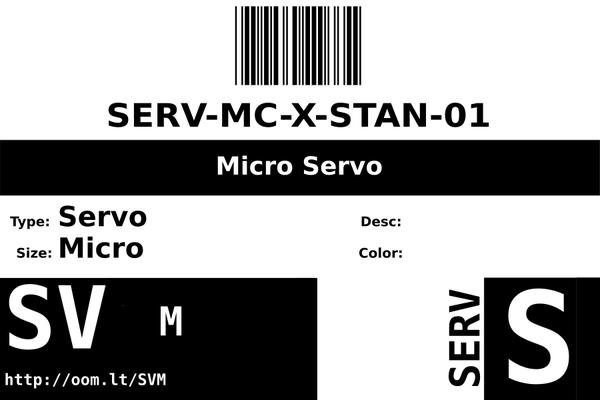 SERV-MC-X-STAN-01
Micro Servo
Type: Servo
Desc:
Size: Micro
Color:
SV M
http://oom.lt/SVM
SERV
S